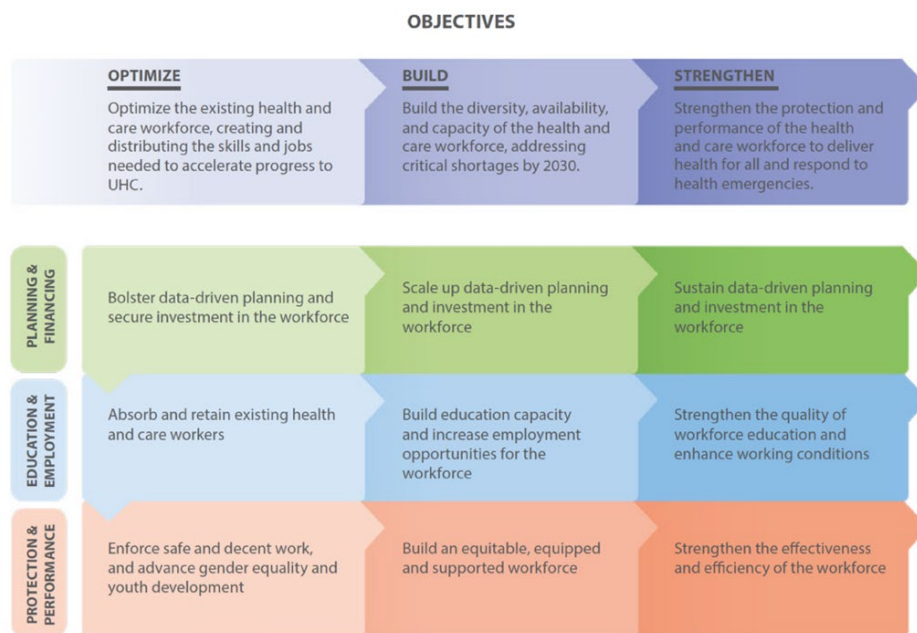 OBJECTIVES
OPTIMIZE
Optimize the existing health and
care workforce, creating and
distributing the skills and jobs
needed to accelerate progress to
UHC.
BUILD
Build the diversity, availability,
and capacity of the health and
care workforce, addressing
critical shortages by 2030.
STRENGTHEN
Strengthen the protection and
performance of the health
and care workforce to deliver
health for all and respond to
health emergencies.
PLANNING &
FINANCING
Bolster data-driven planning and
secure investment in the workforce
Scale up data-driven planning
and investment in the
workforce
Sustain data-driven planning
and investment in the
workforce
EDUCATION &
EMPLOYMENT
Absorb and retain existing health
and care workers
Build education capacity
and increase employment
opportunities for the
workforce
Strengthen the quality of
workforce education and
enhance working conditions
PROTECTION &
PERFORMANCE
Enforce safe and decent work,
and advance gender equality and
youth development
Build an equitable, equipped
and supported workforce
Strengthen the effectiveness
and efficiency of the workforce